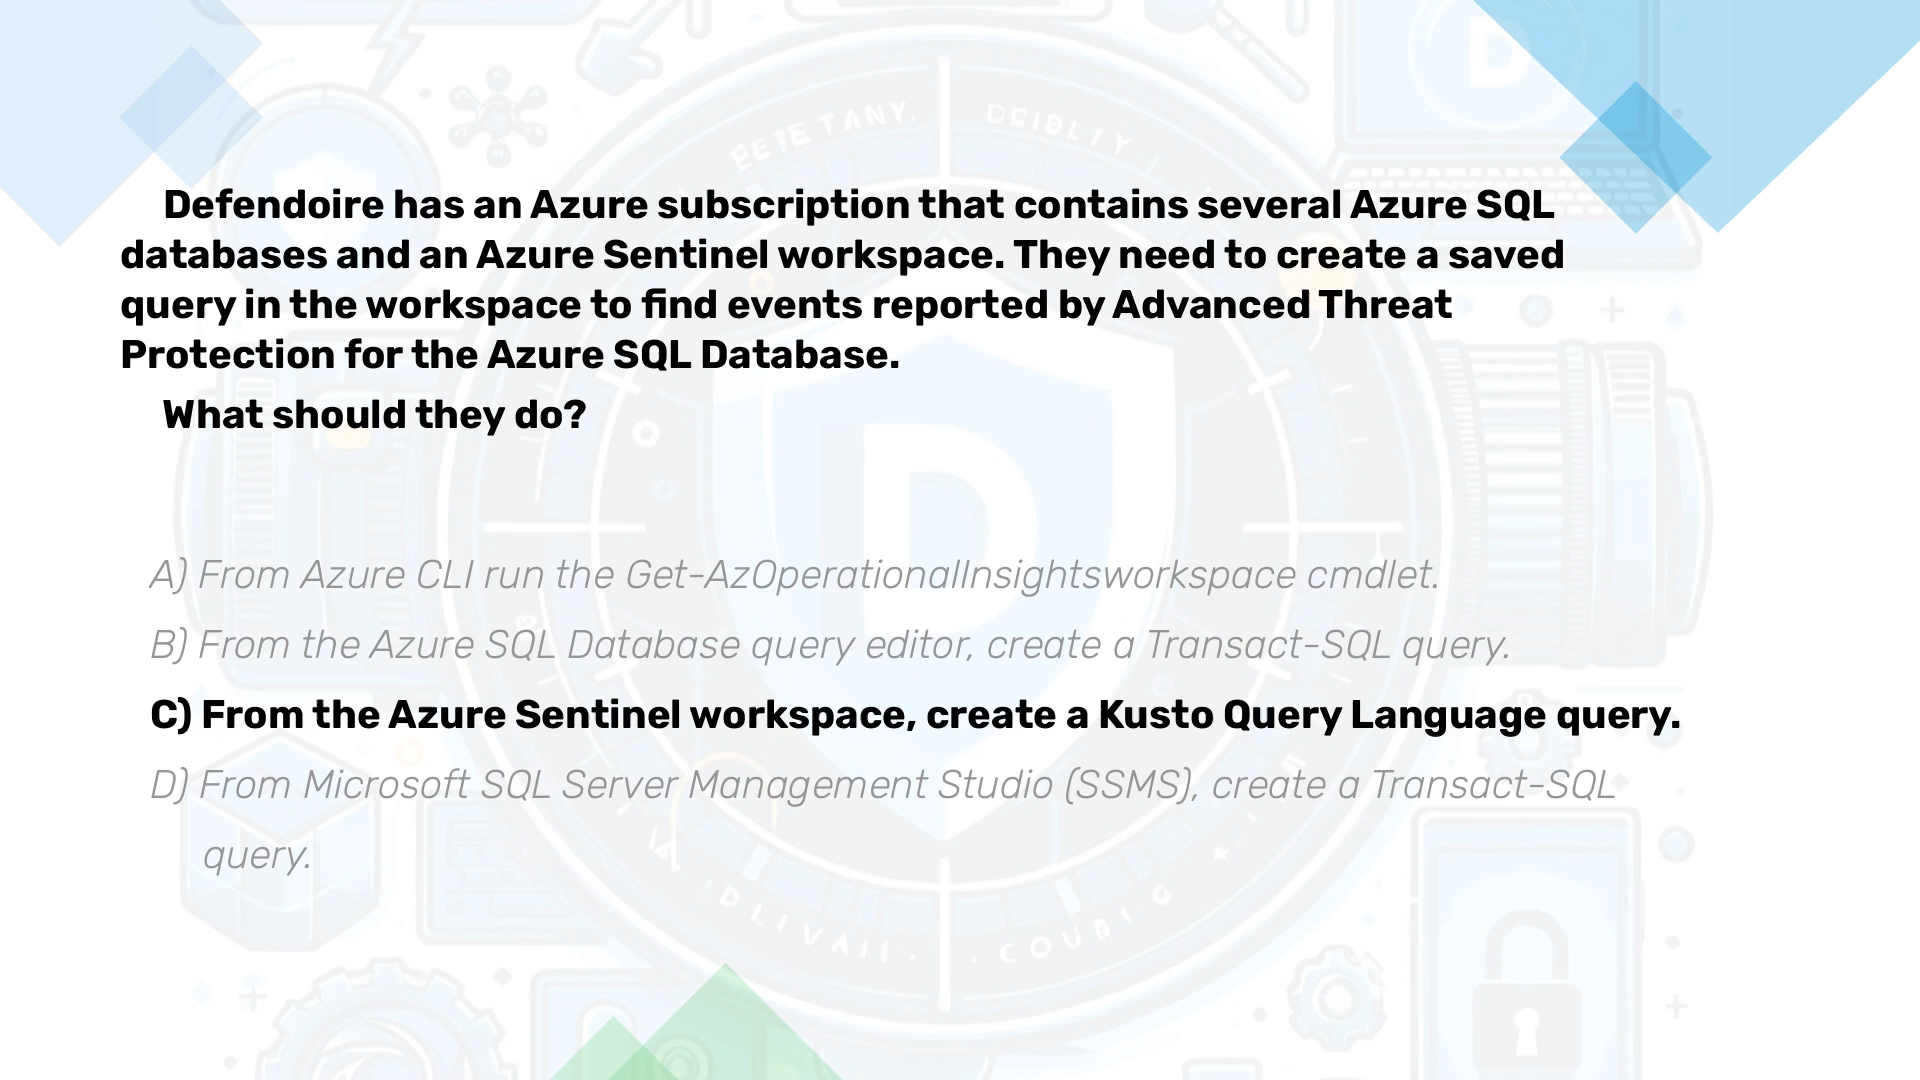 Defendoire has an Azure subscription that contains several Azure SQL
databases and an Azure Sentinel workspace. They need to create a saved
query in the workspace to find events reported by Advanced Threat
Protection for the Azure SQL Database.
What should they do?
A) From Azure CLI run the Get-AzOperationalInsightsworkspace cmdlet.
B) From the Azure SQL Database query editor, create a Transact-SQL query.
C) From the Azure Sentinel workspace, create a Kusto Query Language query.
D) From Microsoft SQL Server Management Studio (SSMS), create a Transact-SQL
query.